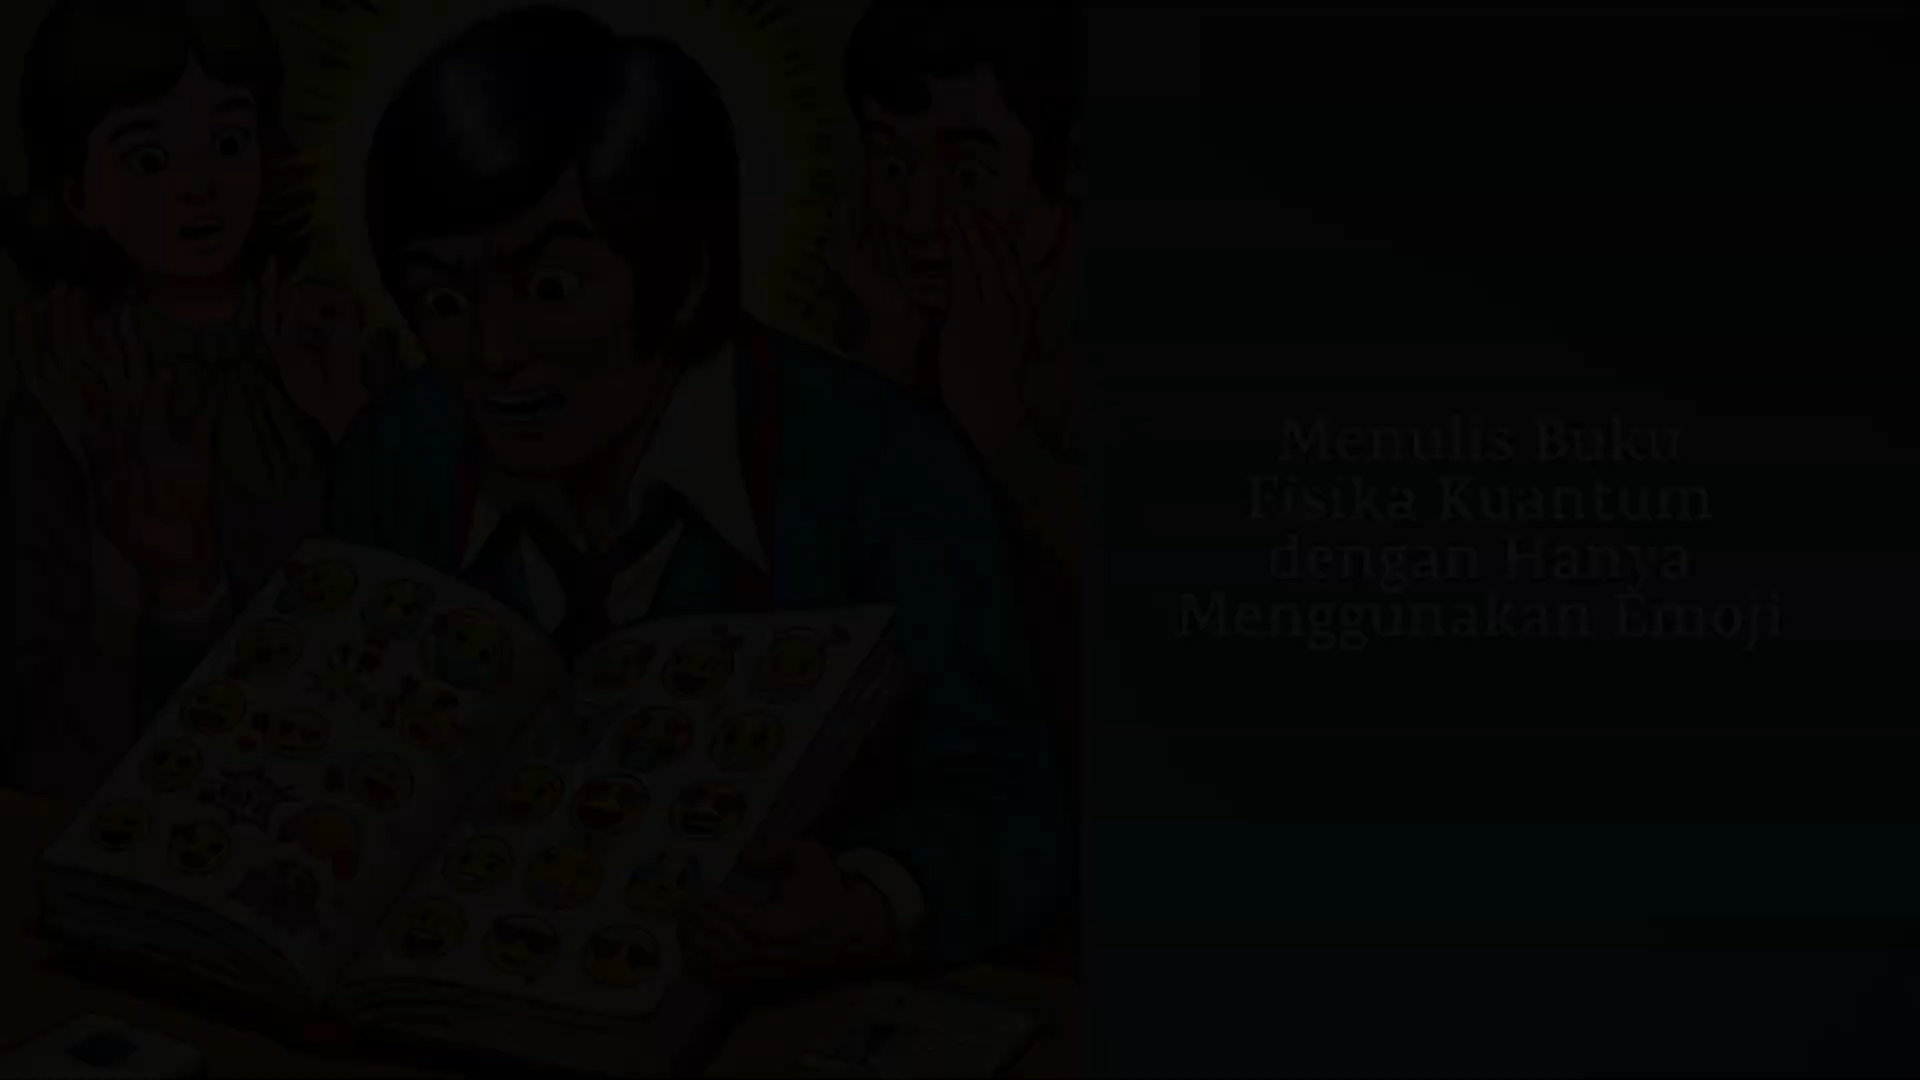 Menulis Buku
Fisika Kuantum
dengan Hanya
Menggunakan Emoji